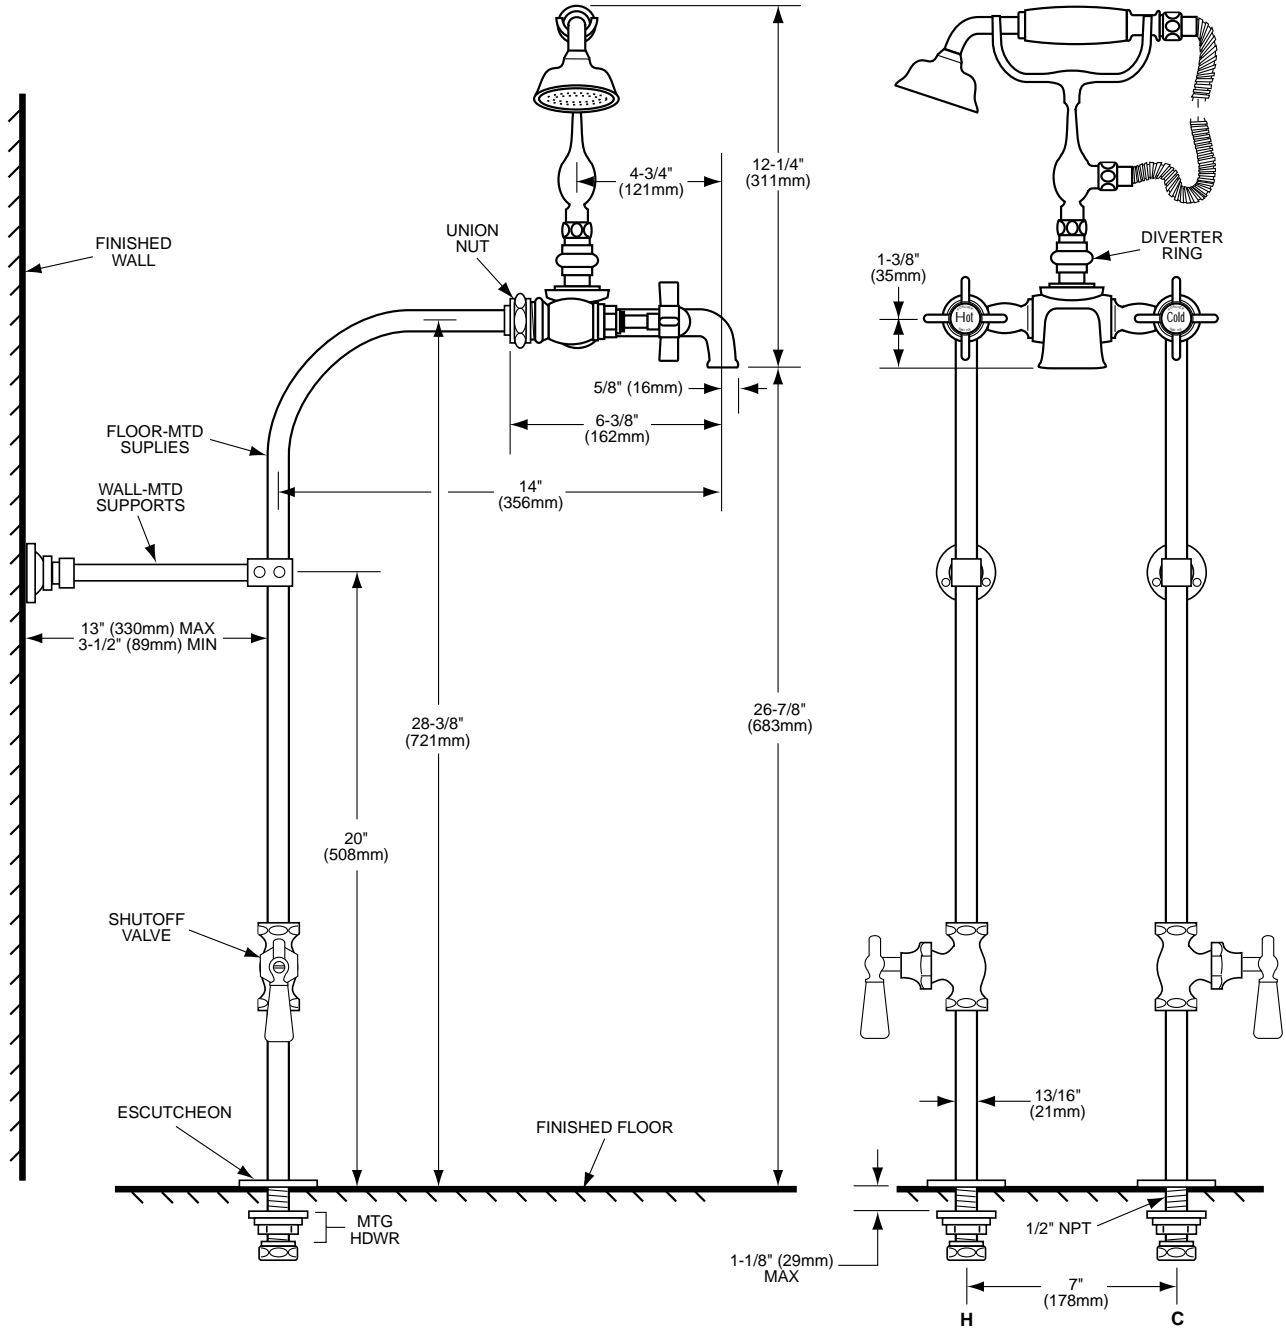 12-1/4"
(311mm)
4-3/4"
(121mm)
UNION
NUT
FINISHED
WALL
DIVERTER
RING
1-3/8"
(35mm)
Hot
Cold
5/8" (16mm)
6-3/8"
(162mm)
FLOOR-MTD
SUPLIES
14"
(356mm)
WALL-MTD
SUPPORTS
13" (330mm) MAX
3-1/2" (89mm) MIN
28-3/8"
(721mm)
26-7/8"
(683mm)
20"
(508mm)
SHUTOFF
VALVE
ESCUTCHEON
FINISHED FLOOR
13/16"
(21mm)
MTG
HDWR
1/2" NPT
1-1/8" (29mm)
MAX
7"
(178mm)
H
C